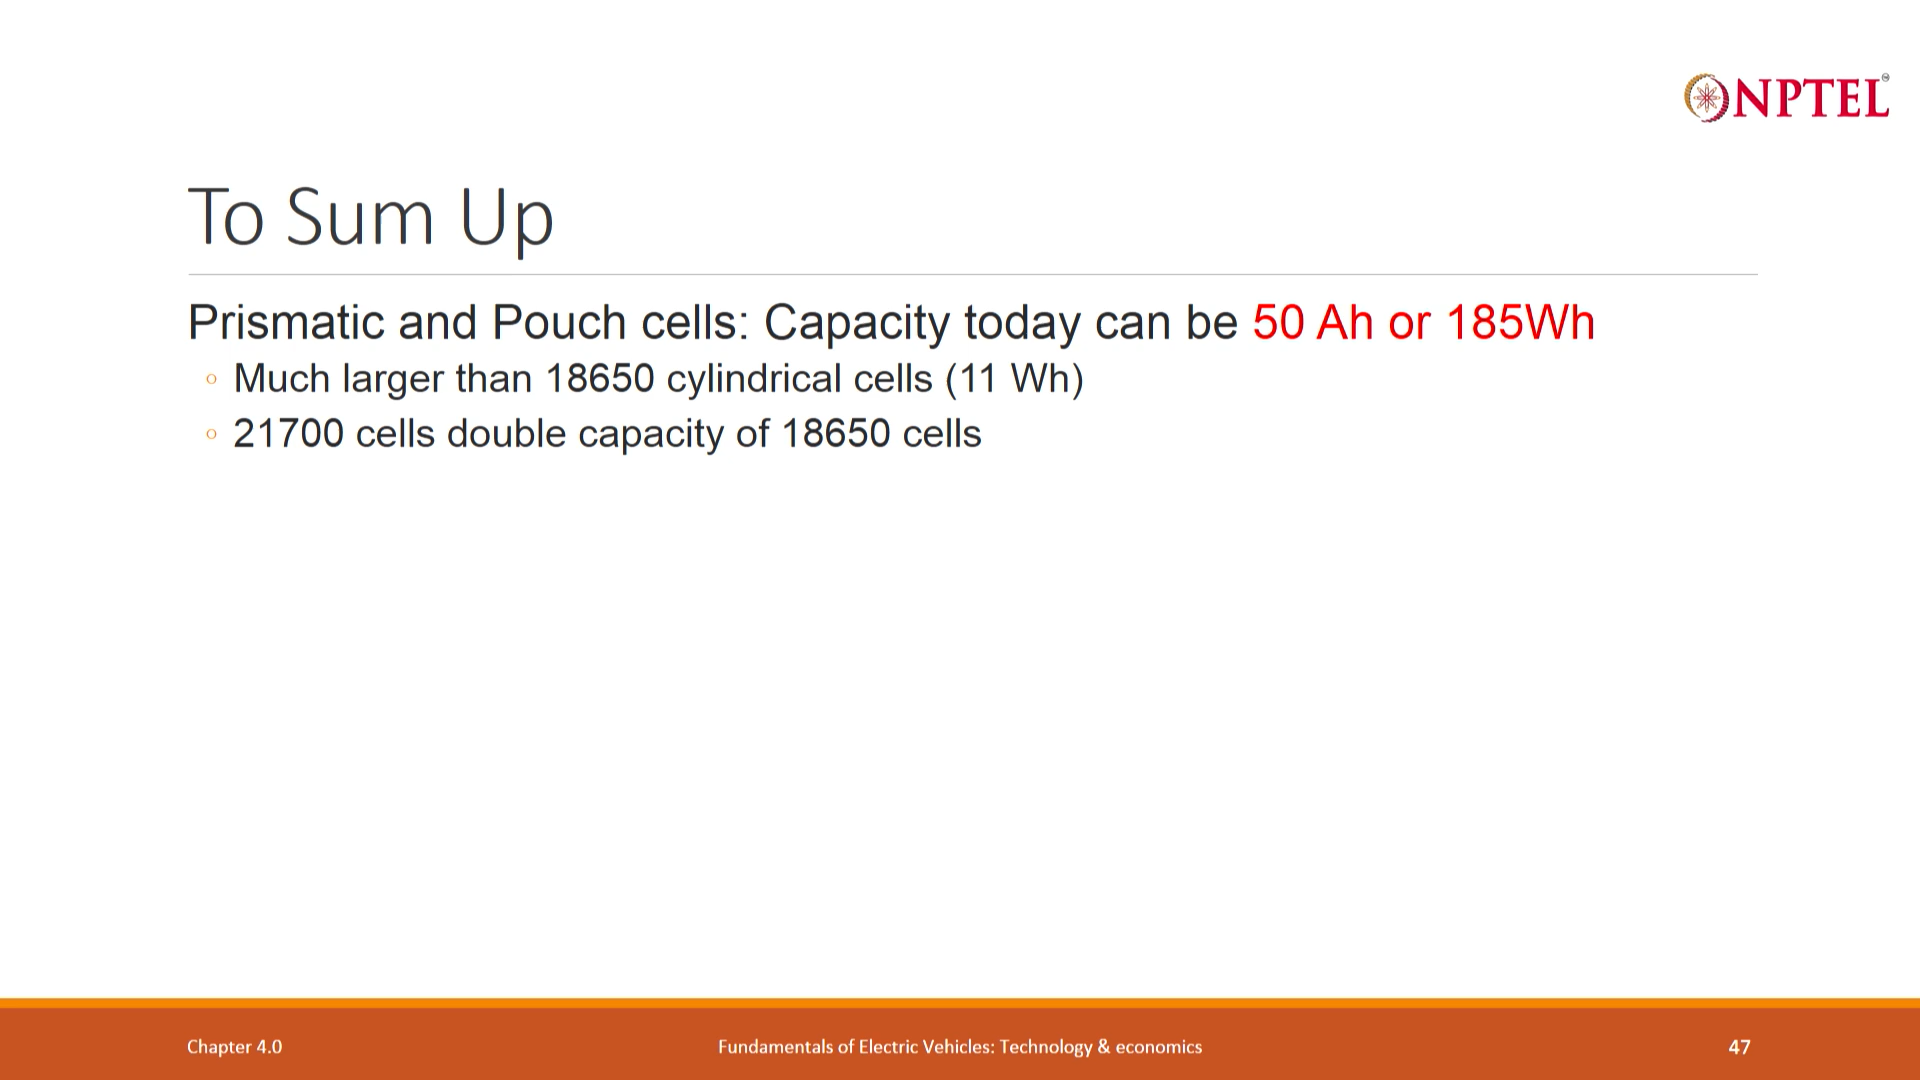 NPTEL
To Sum Up
Prismatic and Pouch cells: Capacity today can be 50 Ah or 185Wh
◦ Much larger than 18650 cylindrical cells (11 Wh)
◦ 21700 cells double capacity of 18650 cells
Chapter 4.0
Fundamentals of Electric Vehicles: Technology & economics
47